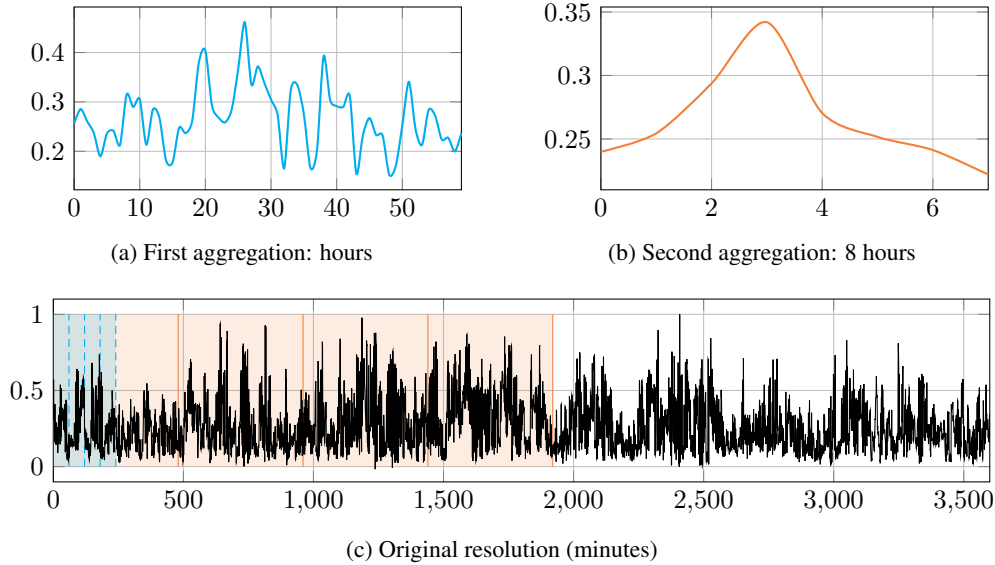 0.4
0.3
0.2
0 10 20 30 40 50
(a) First aggregation: hours
0.35
0.3
0.25
0 2 4 6
(b) Second aggregation: 8 hours
1
0.5
0
0 500 1,000 1,500 2,000 2,500 3,000 3,500
(c) Original resolution (minutes)